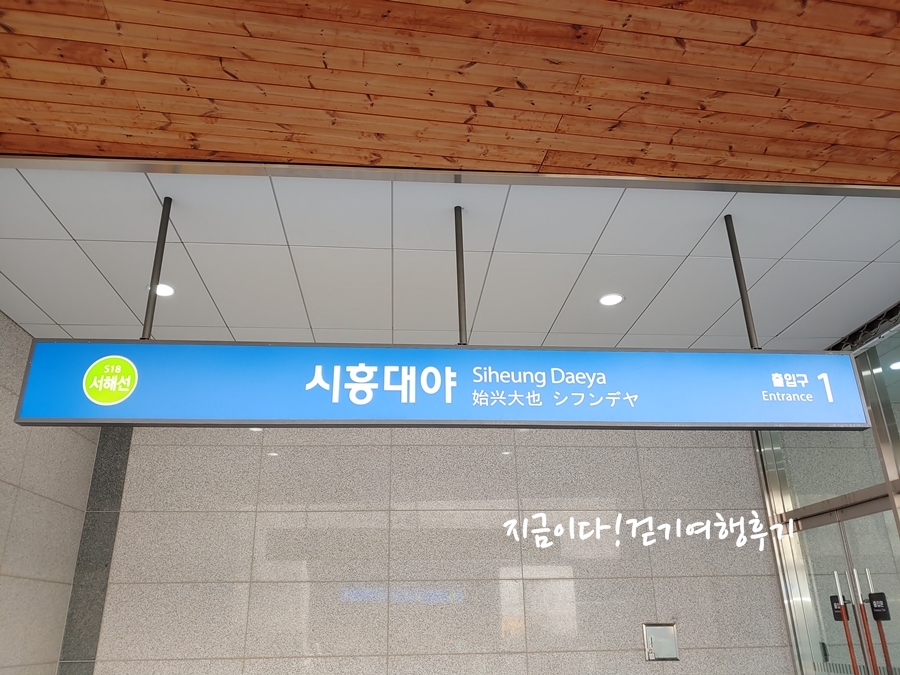 S18
서해선
시흥대야
Siheung Daeya
始兴大也 シフンデヤ
출입구
Entrance
1
지금이다! 걷기여행후기